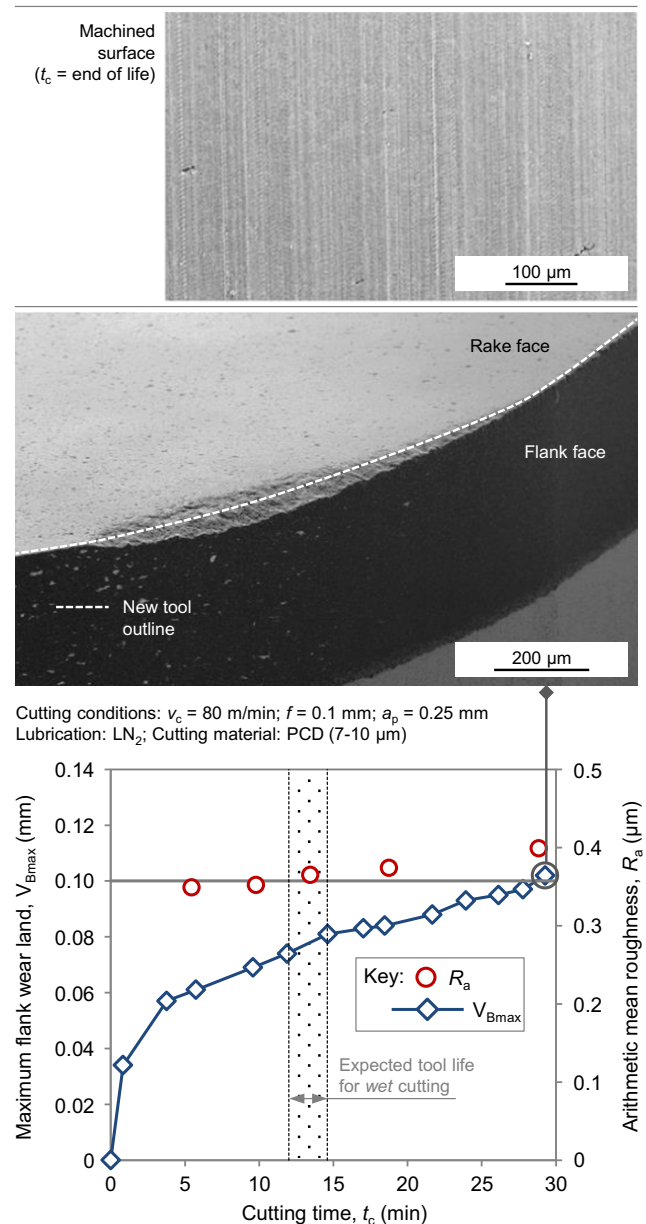 Machined
surface
(tc = end of life)
100 µm
Rake face
Flank face
New tool
outline
200 µm
Cutting conditions: vc = 80 m/min; f = 0.1 mm; ap = 0.25 mm
Lubrication: LN2; Cutting material: PCD (7-10 µm)
Maximum flank wear land, VBmax (mm)
0.14
0.12
0.10
0.08
0.06
0.04
0.02
0
0.5
0.4
0.3
0.2
0.1
0
Arithmetic mean roughness, Ra (µm)
Key: Ra
VBmax
Expected tool life
for wet cutting
0 5 10 15 20 25 30
Cutting time, tc (min)